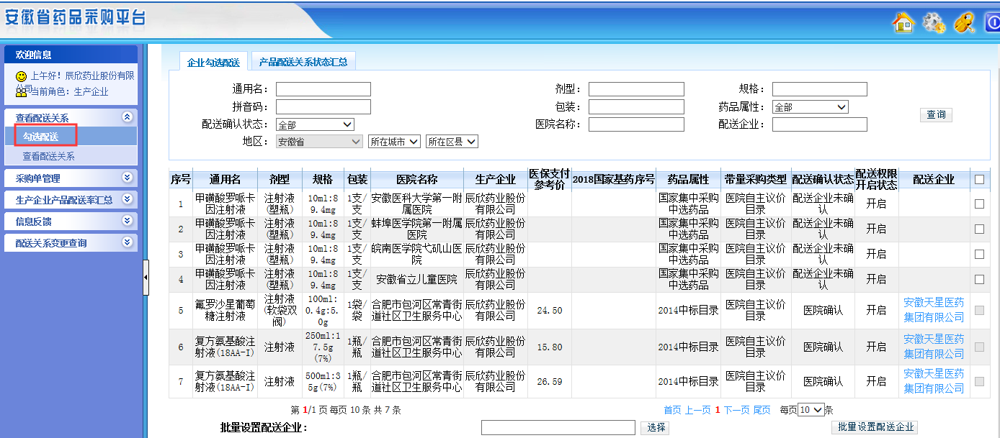 安徽省药品采购平台
欢迎信息
上午好！辰欣药业股份有限
公司
当前角色：生产企业
查看配送关系
勾选配送
查看配送关系
采购单管理
生产企业产品配送率汇总
信息反馈
配送关系变更查询
企业勾选配送 产品配送关系状态汇总
通用名： 剂型： 规格：
拼音码： 包装： 药品属性： 全部
配送确认状态： 全部 医院名称： 配送企业：
地区： 安徽省 所在城市 所在区县
查询
序号 通用名 剂型 规格 包装 医院名称 生产企业 医保支付参考价 2018国家基药序号 药品属性 带量采购类型 配送确认状态 配送权限开启状态 配送企业
1 甲磺酸罗哌卡因注射液 注射液(塑瓶) 10ml:89.4mg 1支/支 安徽医科大学第一附属医院 辰欣药业股份有限公司 国家集中采购中选药品 医院自主议价目录 配送企业未确认 开启
2 甲磺酸罗哌卡因注射液 注射液(塑瓶) 10ml:89.4mg 1支/支 蚌埠医学院第一附属医院 辰欣药业股份有限公司 国家集中采购中选药品 医院自主议价目录 配送企业未确认 开启
3 甲磺酸罗哌卡因注射液 注射液(塑瓶) 10ml:89.4mg 1支/支 皖南医学院弋矶山医院 辰欣药业股份有限公司 国家集中采购中选药品 医院自主议价目录 配送企业未确认 开启
4 甲磺酸罗哌卡因注射液 注射液(塑瓶) 10ml:89.4mg 1支/支 安徽省立儿童医院 辰欣药业股份有限公司 国家集中采购中选药品 医院自主议价目录 配送企业未确认 开启
5 氟罗沙星葡萄糖注射液 注射液(软袋双阀) 100ml:0.4g:5.0g 1袋/袋 合肥市包河区常青街道社区卫生服务中心 辰欣药业股份有限公司 24.50 2014中标目录 医院自主议价目录 医院确认 开启 安徽天星医药集团有限公司
6 复方氨基酸注射液(18AA-I) 注射液 250ml:17.5g(7%) 1瓶/瓶 合肥市包河区常青街道社区卫生服务中心 辰欣药业股份有限公司 15.80 2014中标目录 医院自主议价目录 医院确认 开启 安徽天星医药集团有限公司
7 复方氨基酸注射液(18AA-I) 注射液 500ml:35g(7%) 1瓶/瓶 合肥市包河区常青街道社区卫生服务中心 辰欣药业股份有限公司 26.59 2014中标目录 医院自主议价目录 医院确认 开启 安徽天星医药集团有限公司
第 1/1 页 每页 10 条 共 7 条 首页 上一页 1 下一页 尾页 每页 10 条
批量设置配送企业： 选择 批量设置配送企业